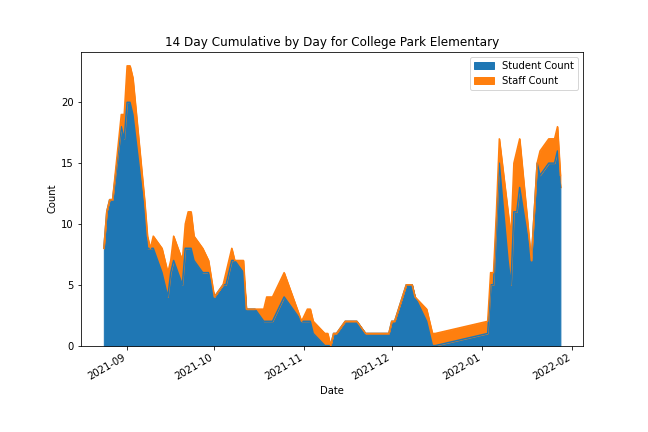 14 Day Cumulative by Day for College Park Elementary
Student Count
Staff Count
Count
20
15
10
5
0
2021-09
2021-10
2021-11
2021-12
2022-01
2022-02
Date